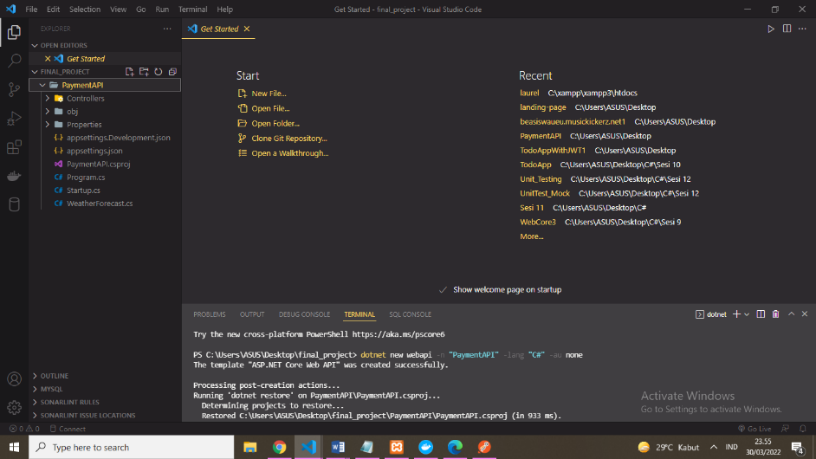 File Edit Selection View Go Run Terminal Help
Get Started - final_project - Visual Studio Code
EXPLORER
OPEN EDITORS
Get Started
FINAL_PROJECT
PaymentAPI
Controllers
obj
Properties
appsettings.Development.json
appsettings.json
PaymentAPI.csproj
Program.cs
Startup.cs
WeatherForecast.cs
OUTLINE
MYSQL
SONARLINT RULES
SONARLINT ISSUE LOCATIONS
Get Started
Start
New File...
Open File...
Open Folder...
Clone Git Repository...
Open a Walkthrough...
Recent
laurel C:\xampp\xampp3\htdocs
landing-page C:\Users\ASUS\Desktop
beasiswaueu.musickickerz.net1 C:\Users\ASUS\Desktop
PaymentAPI C:\Users\ASUS\Desktop
TodoAppWithJWT1 C:\Users\ASUS\Desktop
TodoApp C:\Users\ASUS\Desktop\C#\Sesi 10
Unit_Testing C:\Users\ASUS\Desktop\C#\Sesi 12
UnitTest_Mock C:\Users\ASUS\Desktop\C#\Sesi 12
Sesi 11 C:\Users\ASUS\Desktop\C#
WebCore3 C:\Users\ASUS\Desktop\C#\Sesi 9
More...
Show welcome page on startup
PROBLEMS OUTPUT DEBUG CONSOLE TERMINAL SQL CONSOLE
dotnet
Try the new cross-platform PowerShell https://aka.ms/pscore6
PS C:\Users\ASUS\Desktop\final_project> dotnet new webapi -n "PaymentAPI" -lang "C#" -au none
The template "ASP.NET Core Web API" was created successfully.
Processing post-creation actions...
Running 'dotnet restore' on PaymentAPI\PaymentAPI.csproj...
Determining projects to restore...
Restored C:\Users\ASUS\Desktop\final_project\PaymentAPI\PaymentAPI.csproj (in 933 ms).
Activate Windows
Go to Settings to activate Windows.
0 0 Connect
Go Live
Type here to search
29°C Kabut
IND
23.55
30/03/2022
4